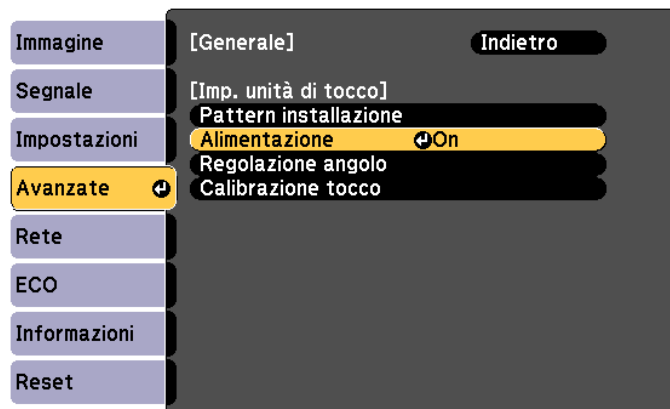 Immagine
Segnale
Impostazioni
Avanzate
Rete
ECO
Informazioni
Reset
[Generale] Indietro
[Imp. unità di tocco]
Pattern installazione
Alimentazione On
Regolazione angolo
Calibrazione tocco